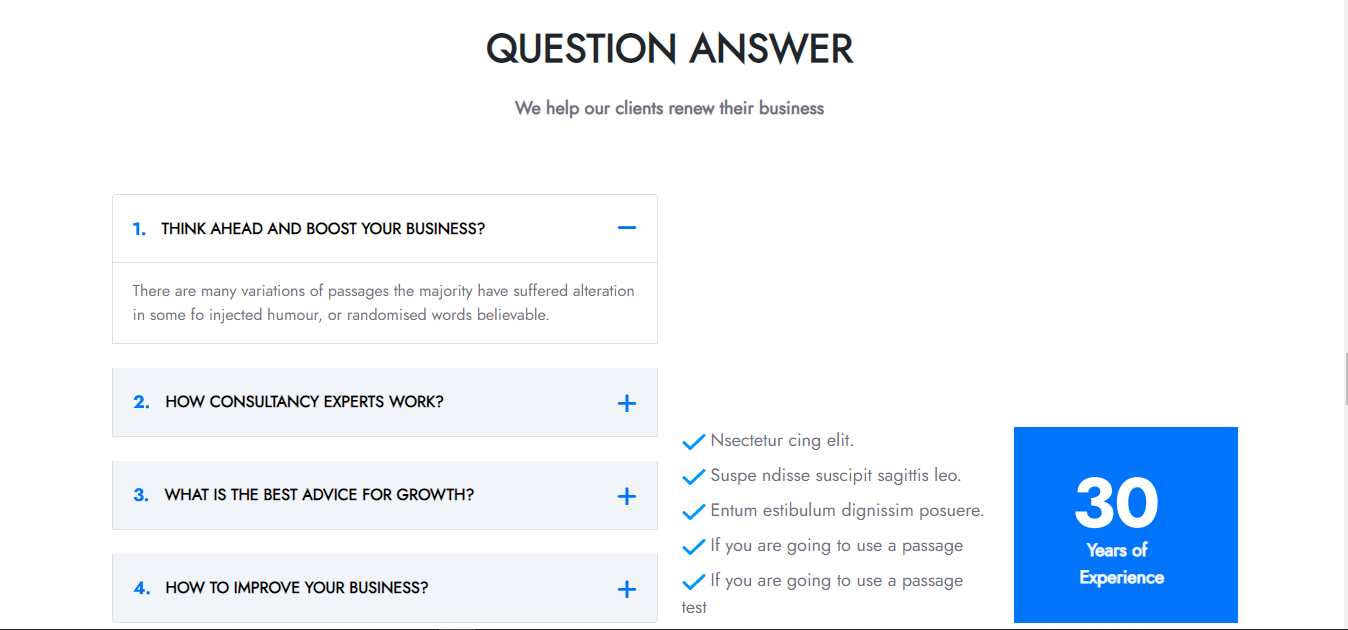 QUESTION ANSWER
We help our clients renew their business
1. THINK AHEAD AND BOOST YOUR BUSINESS?
There are many variations of passages the majority have suffered alteration
in some fo injected humour, or randomised words believable.
2. HOW CONSULTANCY EXPERTS WORK?
3. WHAT IS THE BEST ADVICE FOR GROWTH?
4. HOW TO IMPROVE YOUR BUSINESS?
Nsectetur cing elit.
Suspe ndisse suscipit sagittis leo.
Entum estibulum dignissim posuere.
If you are going to use a passage
If you are going to use a passage
test
30
Years of
Experience